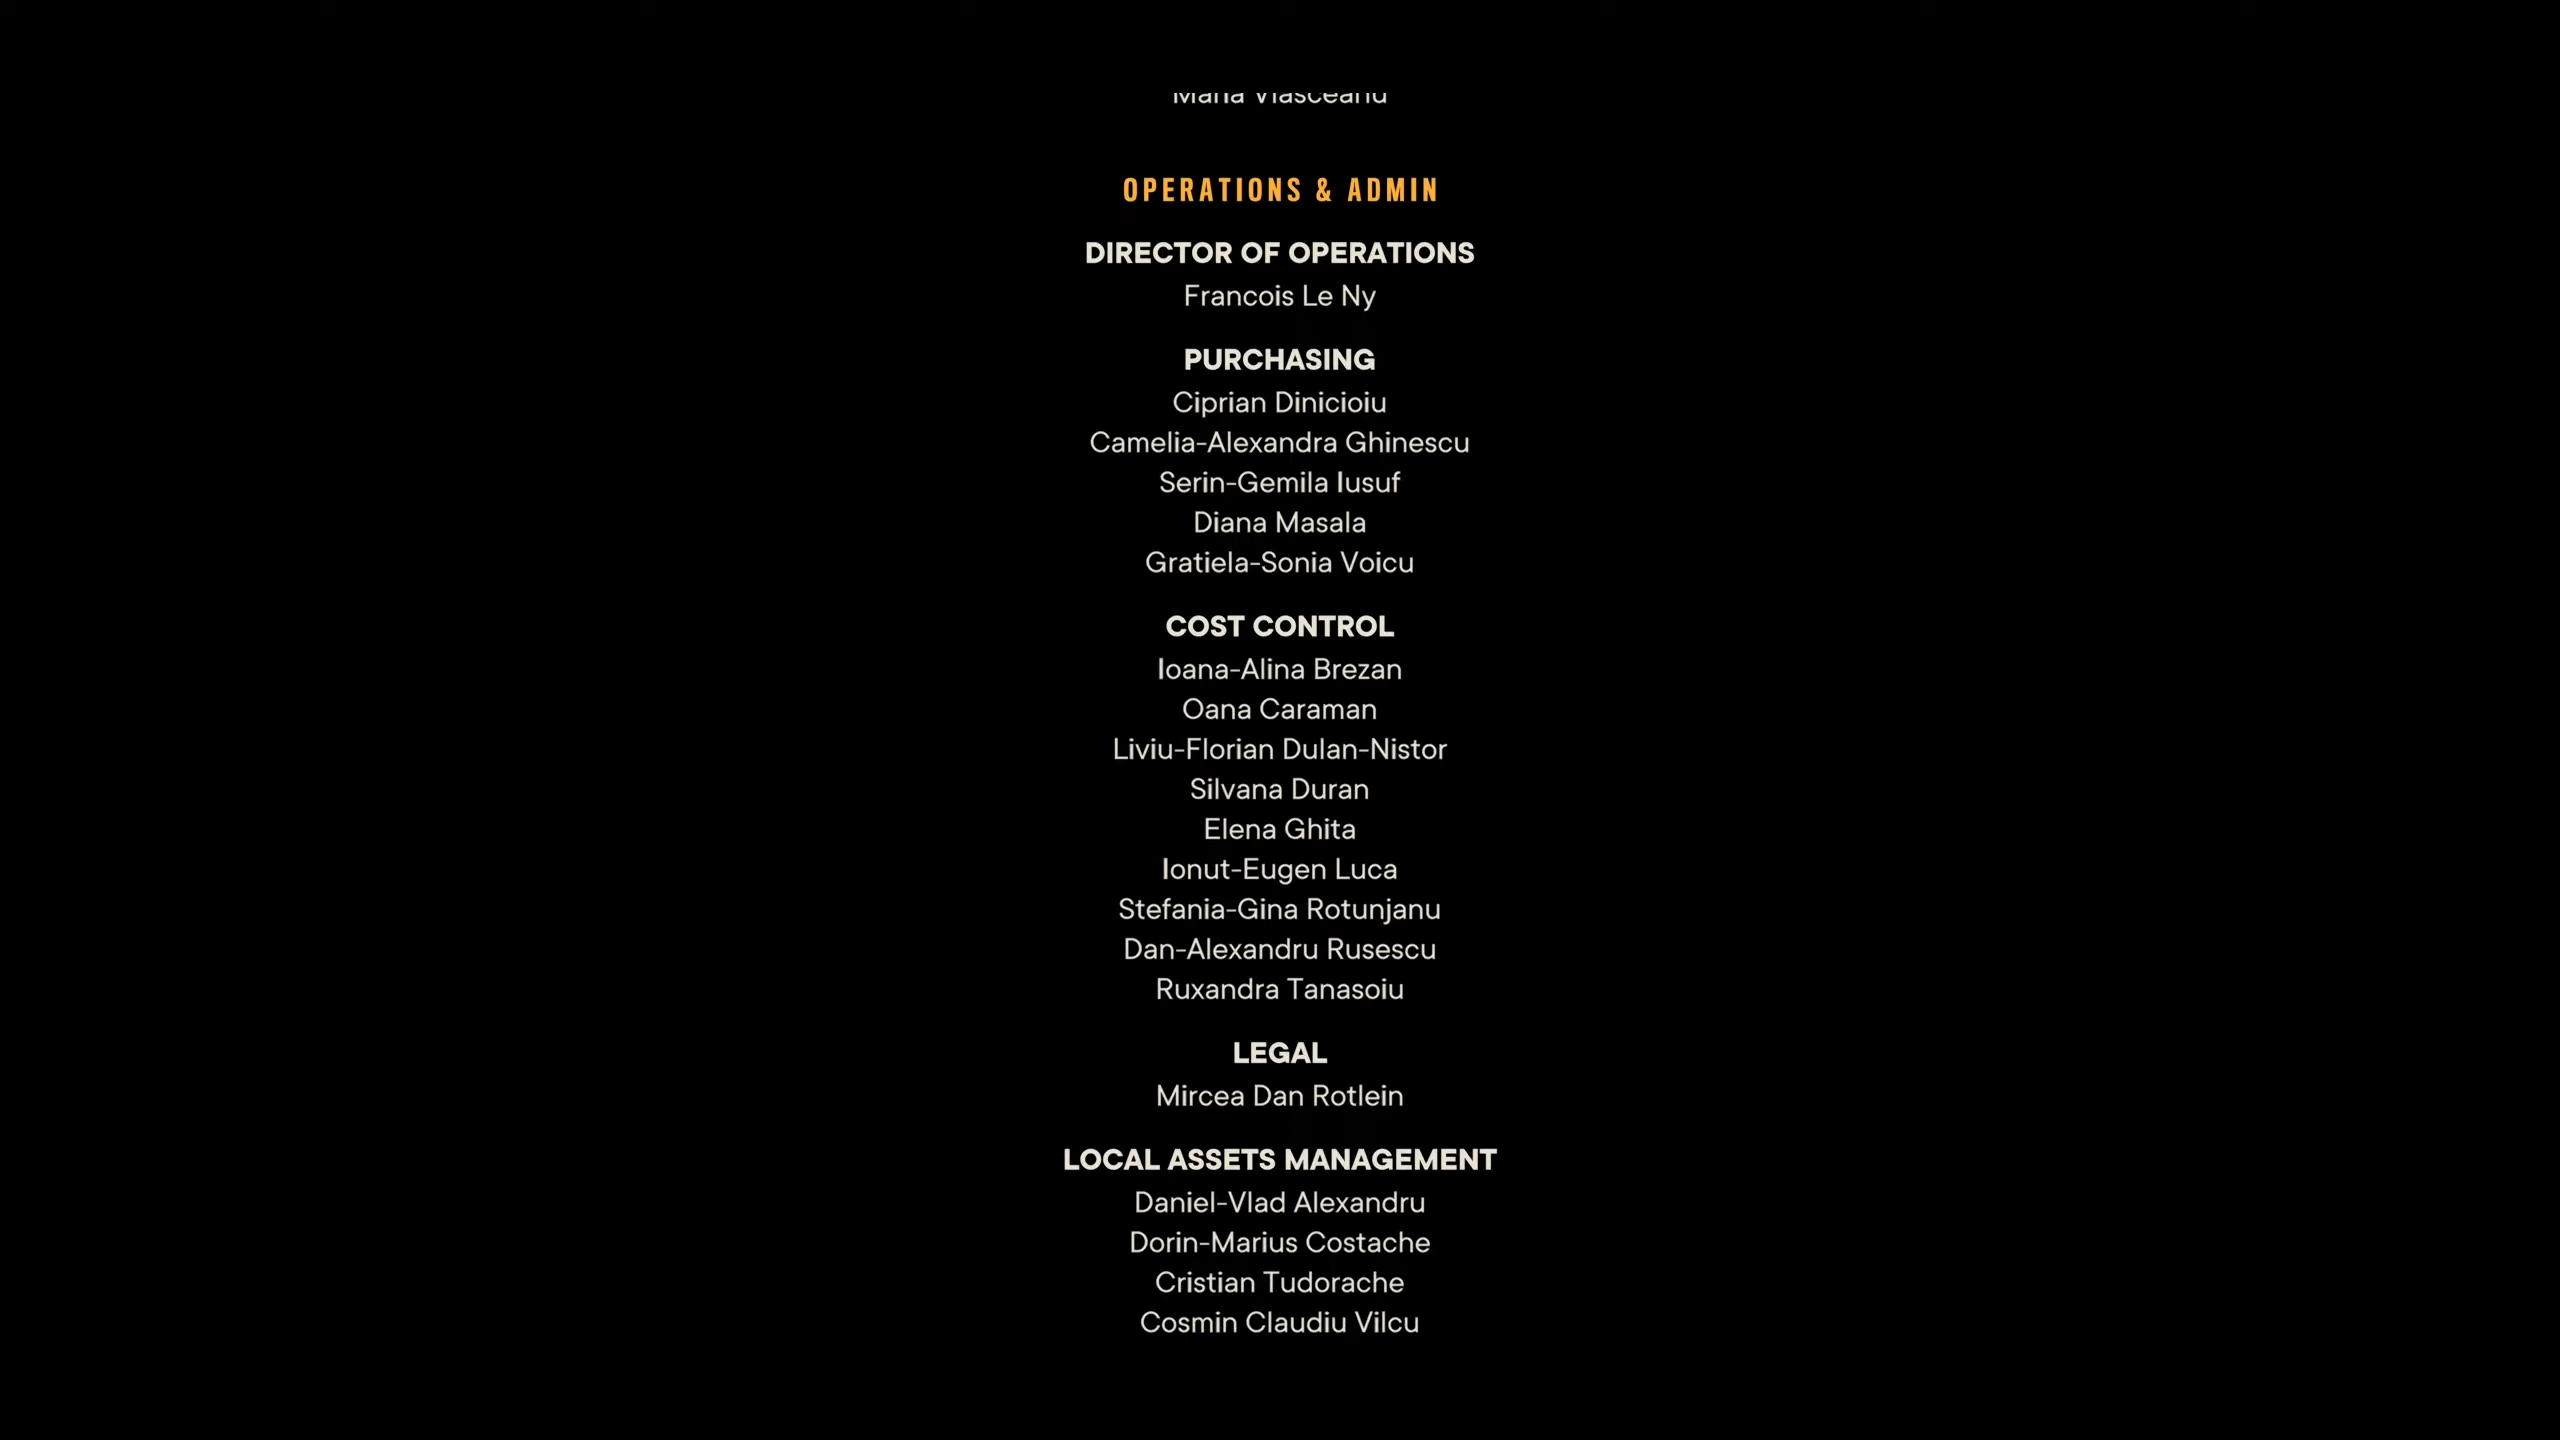 OPERATIONS & ADMIN
DIRECTOR OF OPERATIONS
Francois Le Ny
PURCHASING
Ciprian Dinicioiu
Camelia-Alexandra Ghinescu
Serin-Gemila Iusuf
Diana Masala
Gratiela-Sonia Voicu
COST CONTROL
Ioana-Alina Brezan
Oana Caraman
Liviu-Florian Dulan-Nistor
Silvana Duran
Elena Ghita
Ionut-Eugen Luca
Stefania-Gina Rotunjanu
Dan-Alexandru Rusescu
Ruxandra Tanasoiu
LEGAL
Mircea Dan Rotlein
LOCAL ASSETS MANAGEMENT
Daniel-Vlad Alexandru
Dorin-Marius Costache
Cristian Tudorache
Cosmin Claudiu Vilcu